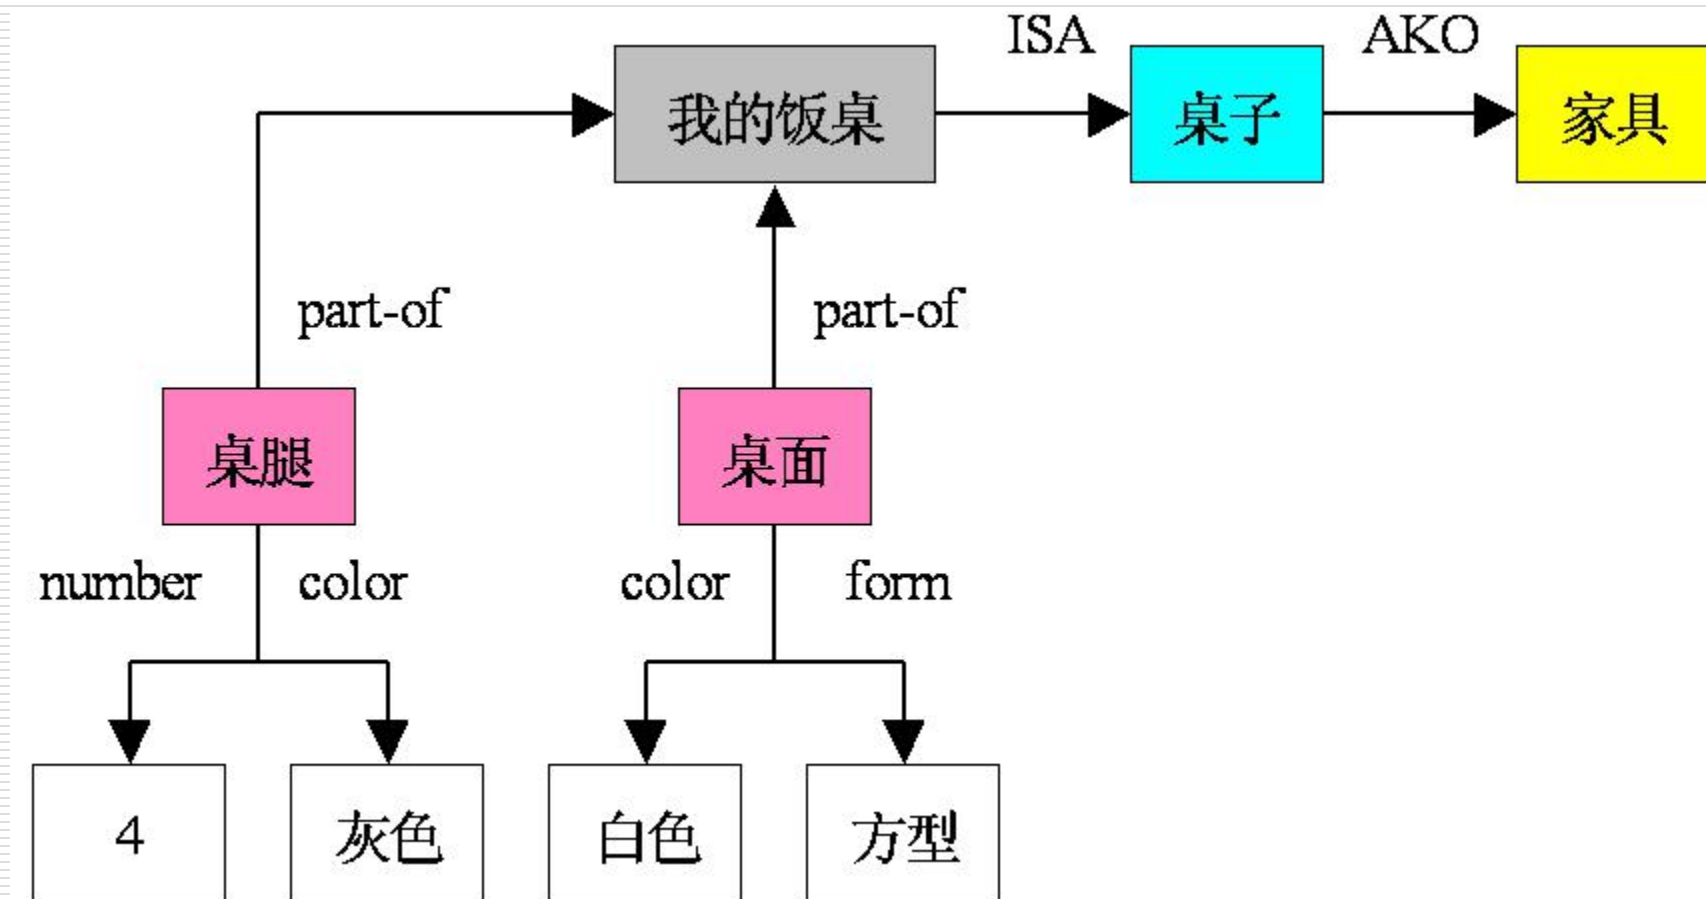 ISA
AKO
我的饭桌
桌子
家具
part-of
part-of
桌腿
桌面
number
color
color
form
4
灰色
白色
方型